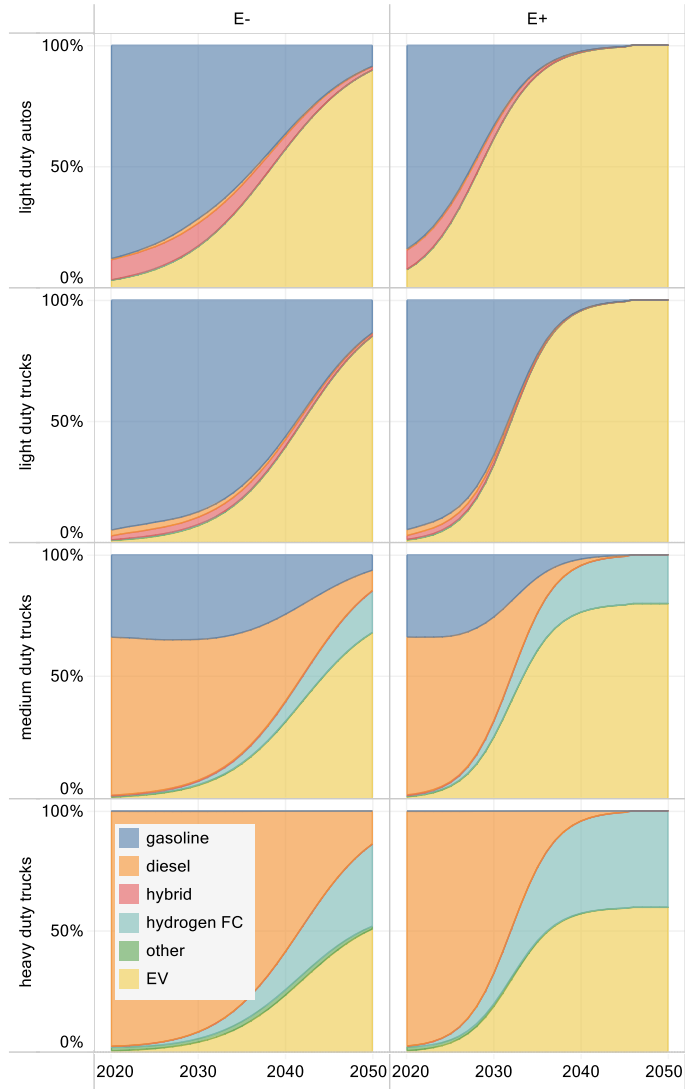 E-
E+
100%
50%
0%
light duty autos
100%
50%
0%
light duty trucks
100%
50%
0%
medium duty trucks
100%
50%
0%
heavy duty trucks
gasoline
diesel
hybrid
hydrogen FC
other
EV
2020 2030 2040 2050 2020 2030 2040 2050